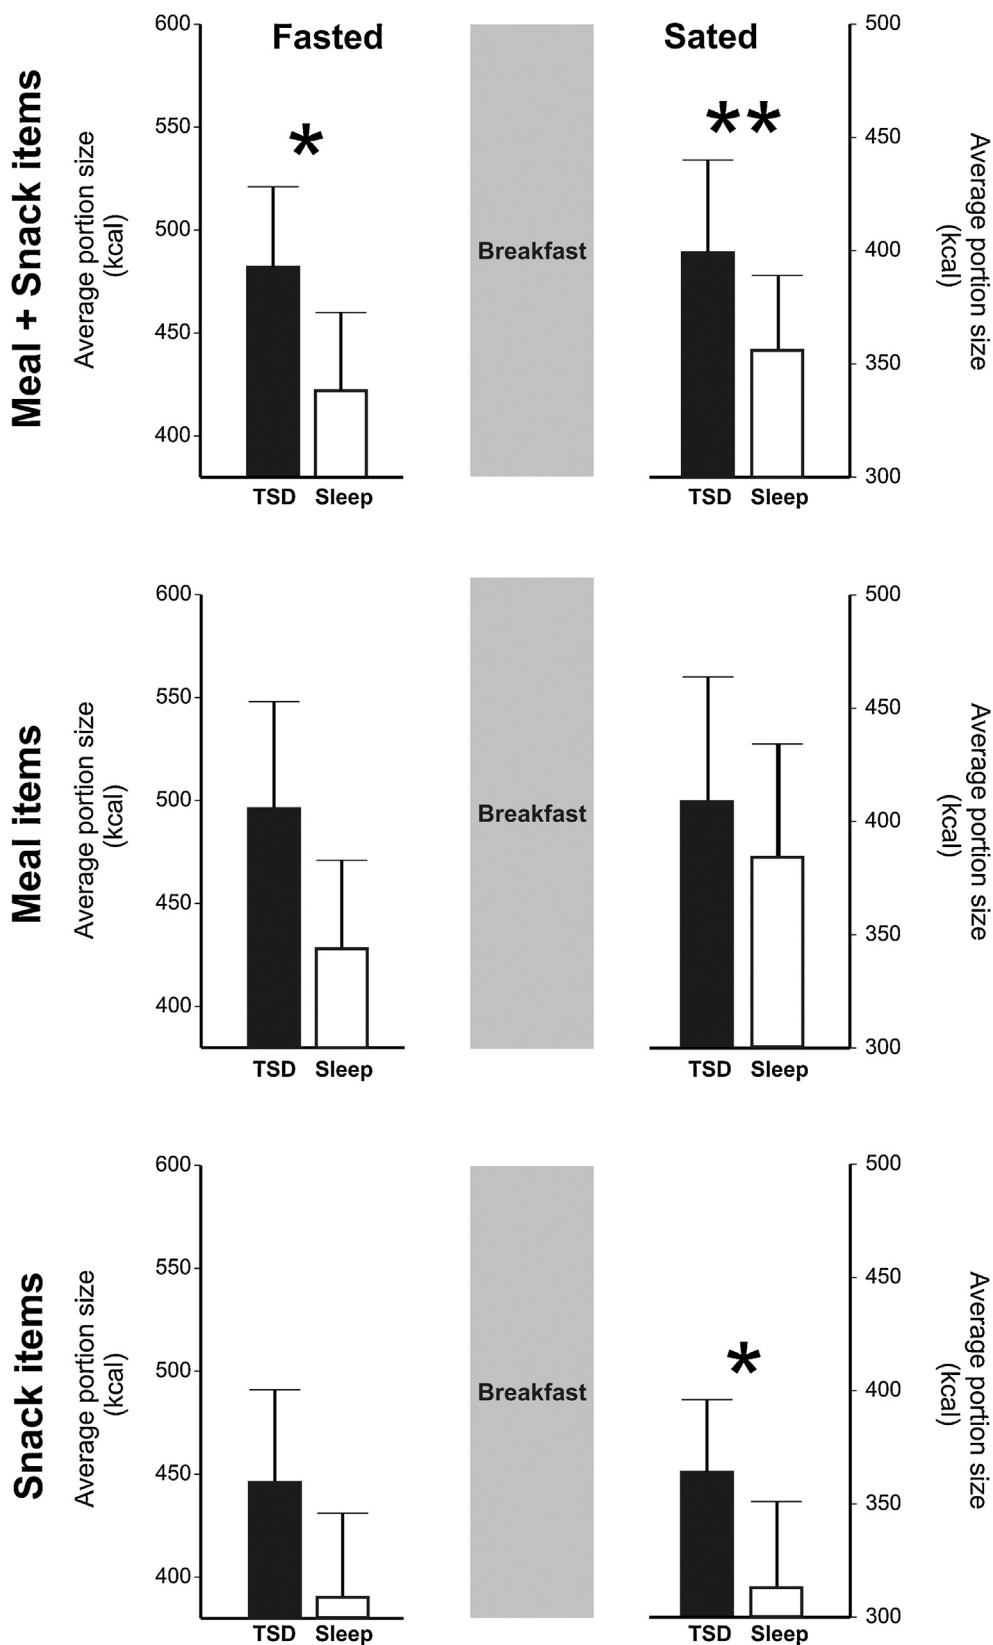 Fasted
Sated
Meal + Snack items
Average portion size
(kcal)
600
550
500
450
400
*
TSD Sleep
Breakfast
**
TSD Sleep
500
450
400
350
300
Average portion size
(kcal)
Meal items
Average portion size
(kcal)
600
550
500
450
400
TSD Sleep
Breakfast
TSD Sleep
500
450
400
350
300
Average portion size
(kcal)
Snack items
Average portion size
(kcal)
600
550
500
450
400
TSD Sleep
Breakfast
*
TSD Sleep
500
450
400
350
300
Average portion size
(kcal)